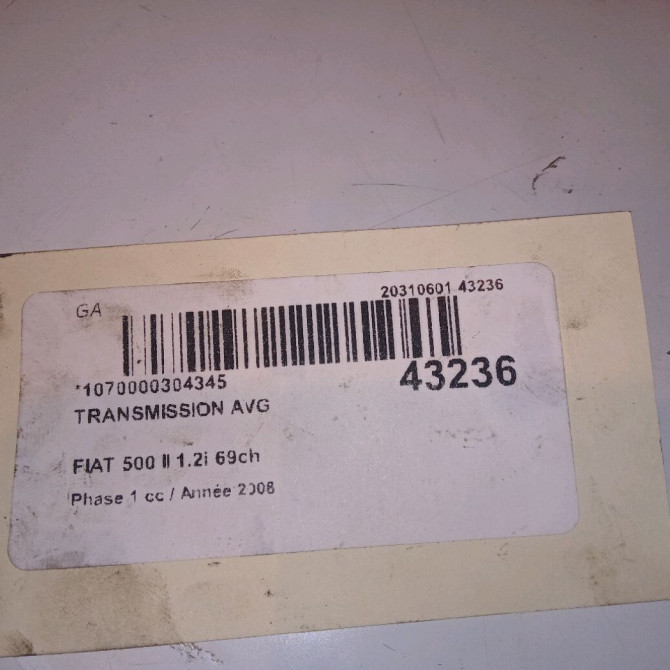 GA
20310601 43236
*1070000304345
43236
TRANSMISSION AVG
FIAT 500 II 1.2i 69ch
Phase 1 cc / Année 2008